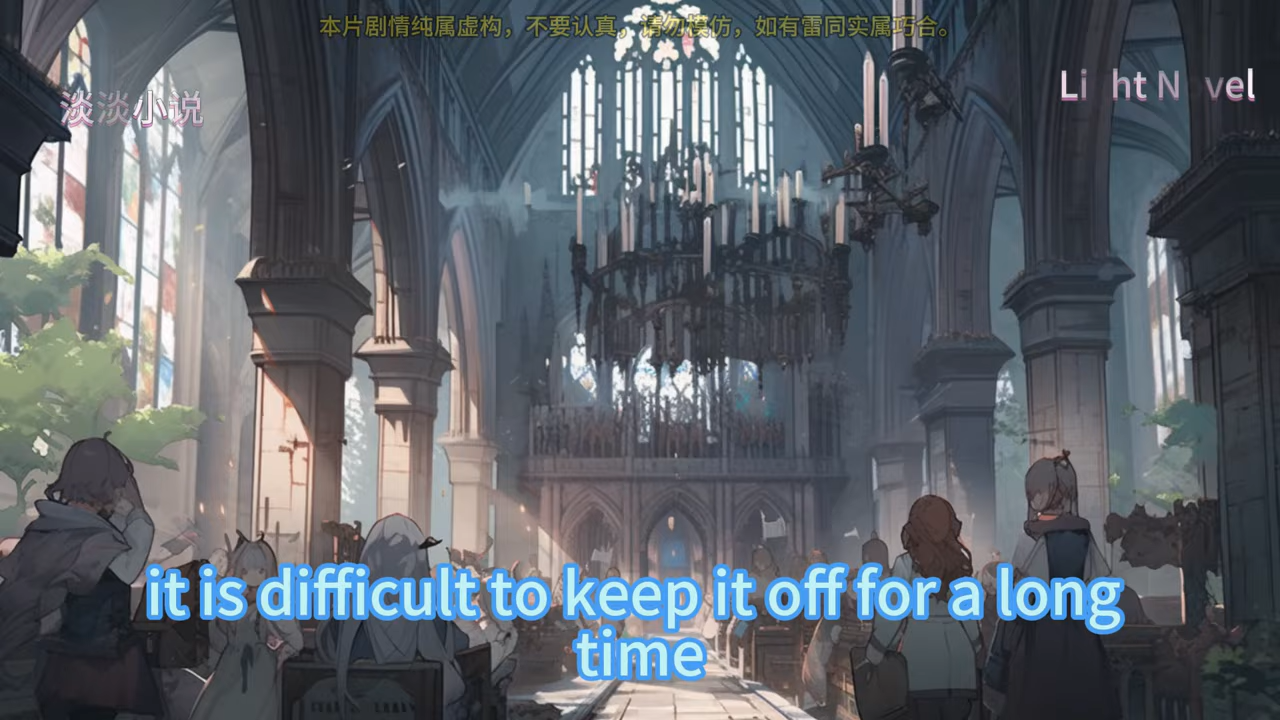 本片剧情纯属虚构，不要认真，请勿模仿，如有雷同实属巧合。
淡淡小说
Li ht N vel
it is difficult to keep it off for a long
time